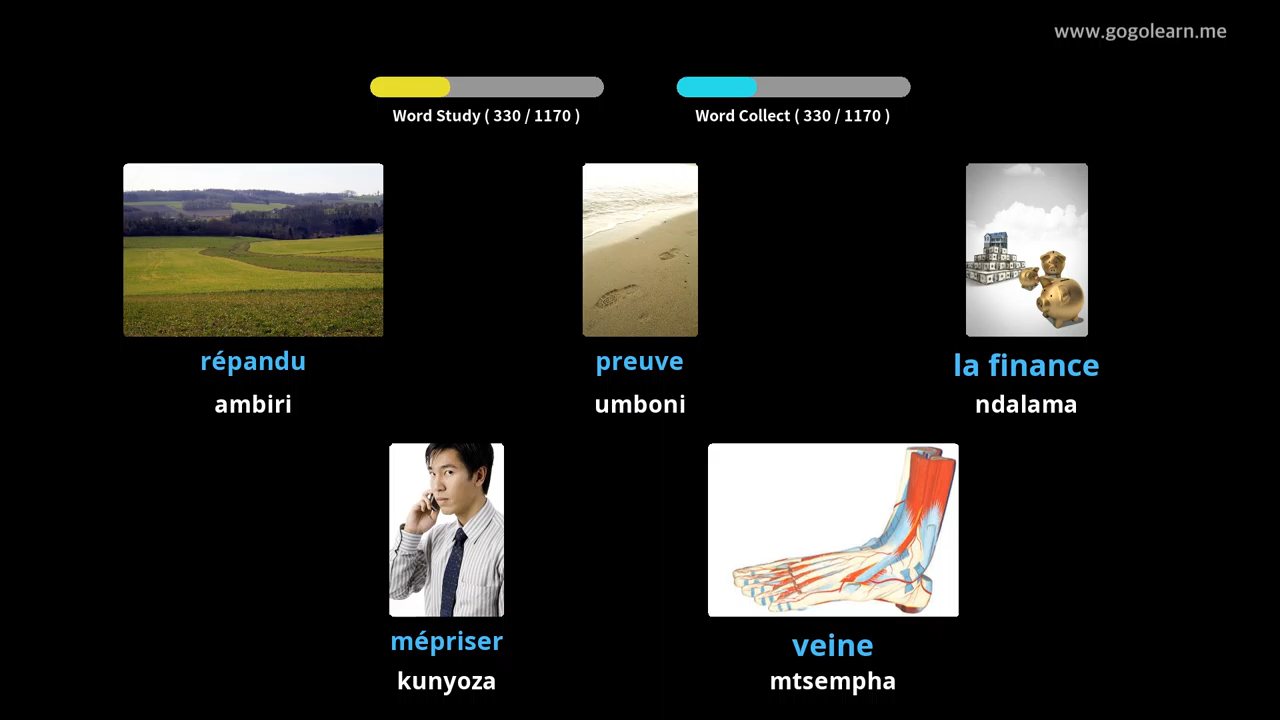 www.gogolearn.me
Word Study ( 330 / 1170 )
Word Collect ( 330 / 1170 )
répandu
preuve
la finance
ambiri
umboni
ndalama
mépriser
veine
kunyoza
mtsempha